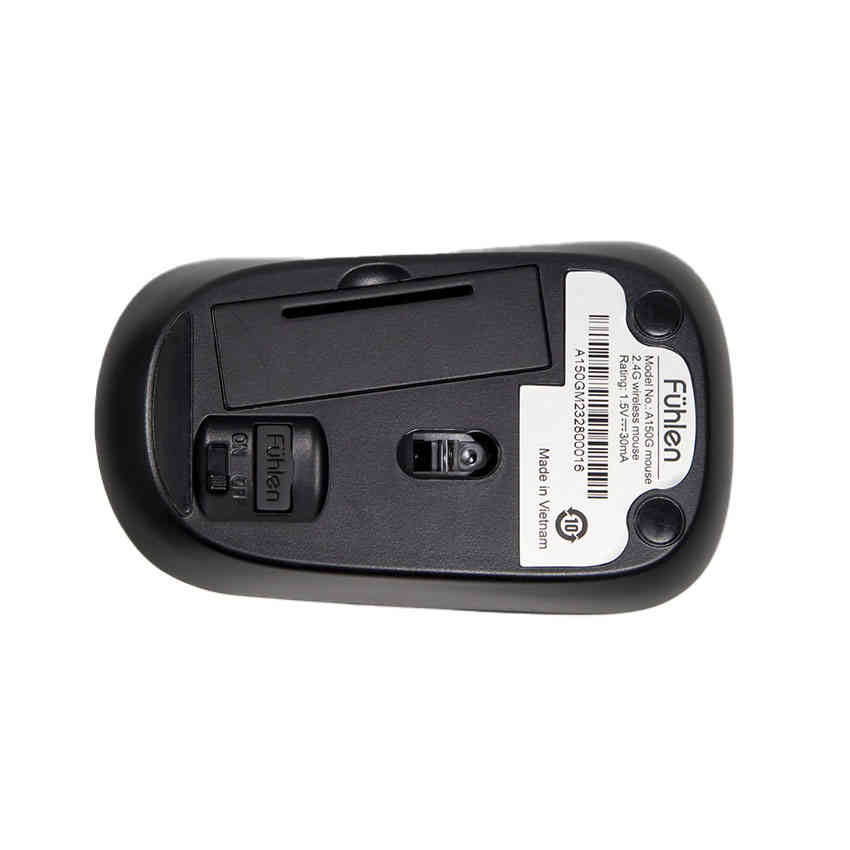 Fühlen
Model No.: A150G mouse
2.4G wireless mouse
Rating: 1.5V⎓30mA
A150GM232800016
10
Made in Vietnam
Fühlen
ON OFF